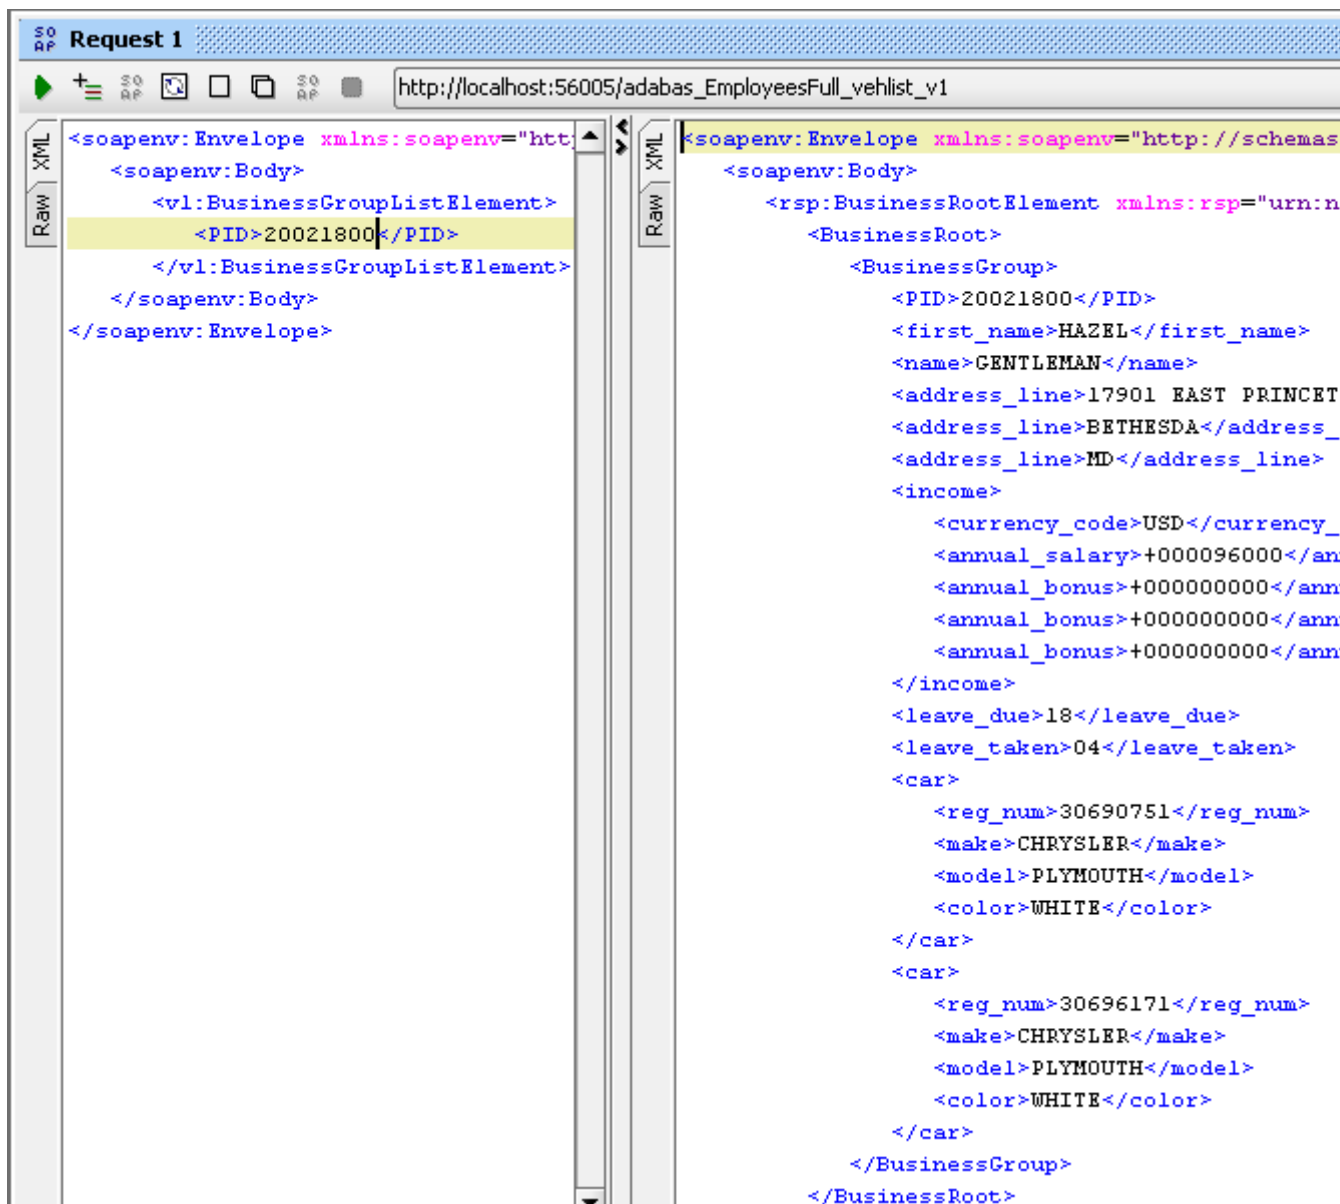 SOAP Request 1
SOAP SOAP http://localhost:56005/adabas_EmployeesFull_vehlist_v1
XML
Raw
<soapenv:Envelope xmlns:soapenv="htt
<soapenv:Body>
<vl:BusinessGroupListElement>
<PID>20021800</PID>
</vl:BusinessGroupListElement>
</soapenv:Body>
</soapenv:Envelope>
XML
Raw
<soapenv:Envelope xmlns:soapenv="http://schemas
<soapenv:Body>
<rsp:BusinessRootElement xmlns:rsp="urn:n
<BusinessRoot>
<BusinessGroup>
<PID>20021800</PID>
<first_name>HAZEL</first_name>
<name>GENTLEMAN</name>
<address_line>17901 EAST PRINCET
<address_line>BETHESDA</address_
<address_line>MD</address_line>
<income>
<currency_code>USD</currency_
<annual_salary>+000096000</an
<annual_bonus>+000000000</ann
<annual_bonus>+000000000</ann
<annual_bonus>+000000000</ann
</income>
<leave_due>18</leave_due>
<leave_taken>04</leave_taken>
<car>
<reg_num>30690751</reg_num>
<make>CHRYSLER</make>
<model>PLYMOUTH</model>
<color>WHITE</color>
</car>
<car>
<reg_num>30696171</reg_num>
<make>CHRYSLER</make>
<model>PLYMOUTH</model>
<color>WHITE</color>
</car>
</BusinessGroup>
</BusinessRoot>